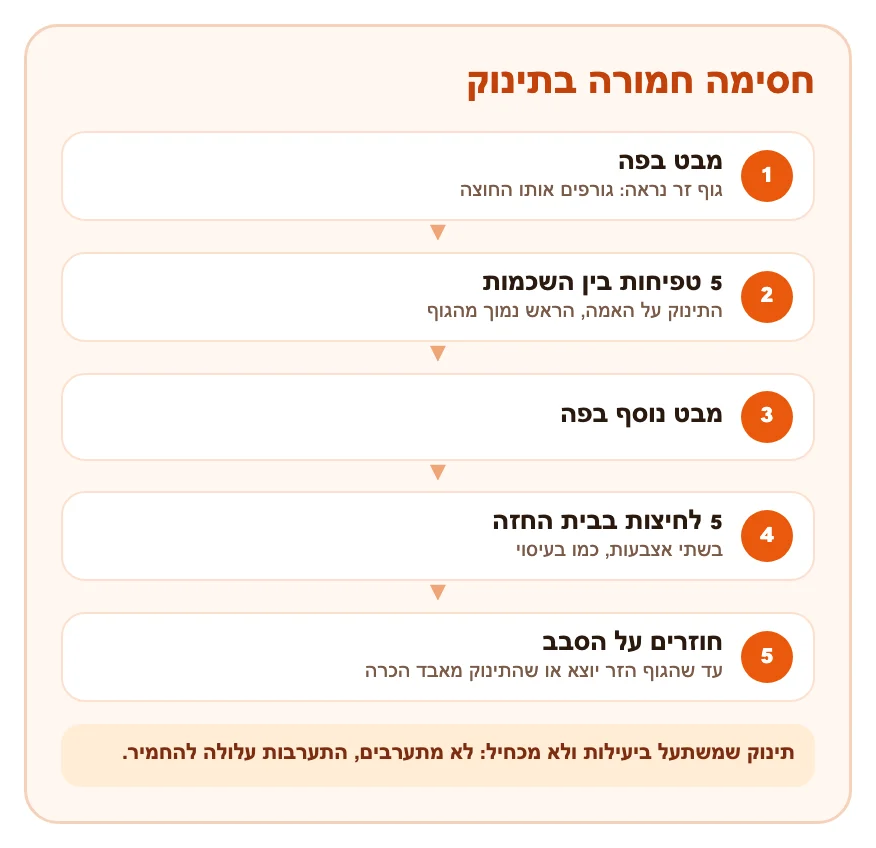 חסימה חמורה בתינוק
1
מבט בפה
גוף זר נראה: גורפים אותו החוצה
2
5 טפיחות בין השכמות
התינוק על האמה, הראש נמוך מהגוף
3
מבט נוסף בפה
4
5 לחיצות בבית החזה
בשתי אצבעות, כמו בעיסוי
5
חוזרים על הסבב
עד שהגוף הזר יוצא או שהתינוק מאבד הכרה
תינוק שמשתעל ביעילות ולא מכחיל: לא מתערבים, התערבות עלולה להחמיר.